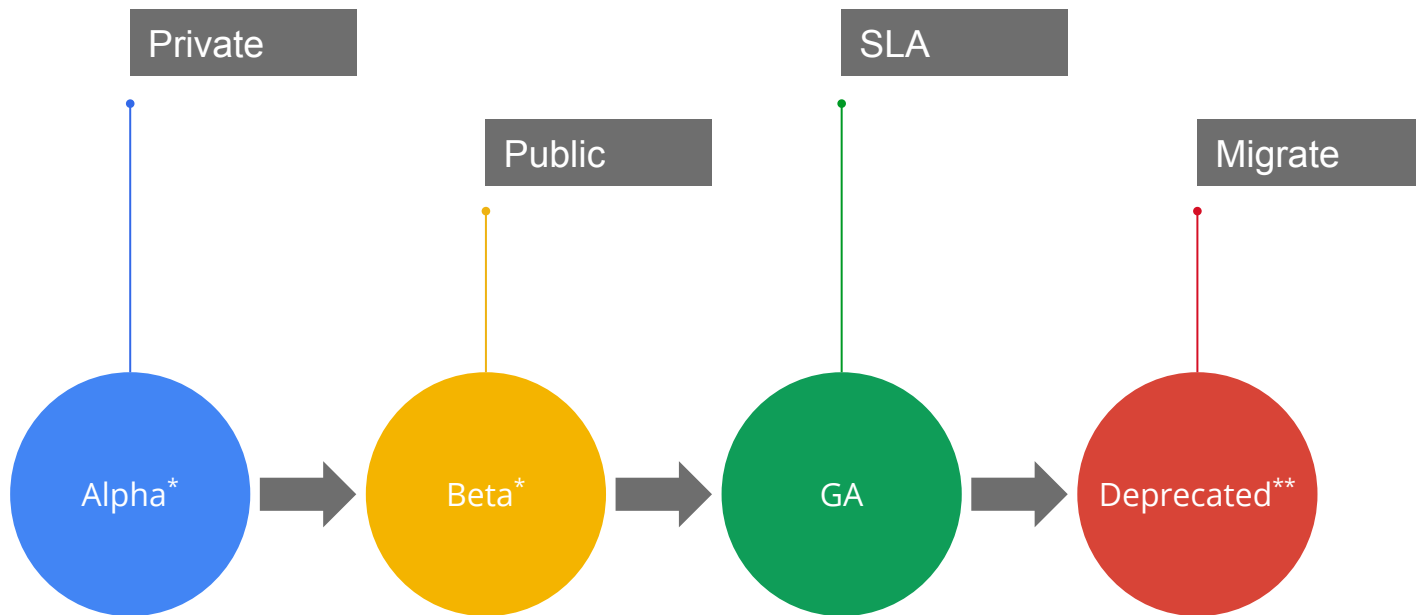 Private
SLA
Public
Migrate
Alpha*
Beta*
GA
Deprecated**